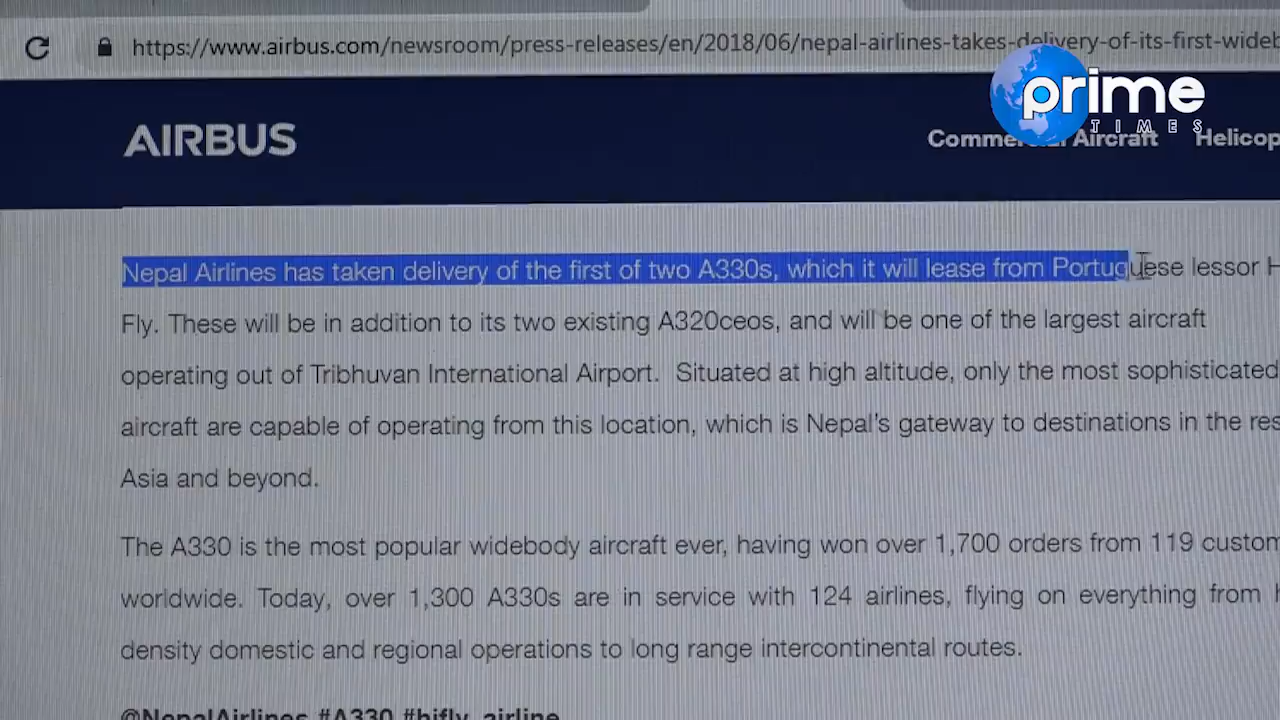 https://www.airbus.com/newsroom/press-releases/en/2018/06/nepal-airlines-takes-delivery-of-its-first-wideb
prime
TIMES
AIRBUS
Commercial Aircraft Helicop
Nepal Airlines has taken delivery of the first of two A330s, which it will lease from Portuguese lessor H
Fly. These will be in addition to its two existing A320ceos, and will be one of the largest aircraft
operating out of Tribhuvan International Airport. Situated at high altitude, only the most sophisticated
aircraft are capable of operating from this location, which is Nepal's gateway to destinations in the res
Asia and beyond.
The A330 is the most popular widebody aircraft ever, having won over 1,700 orders from 119 custom
worldwide. Today, over 1,300 A330s are in service with 124 airlines, flying on everything from h
density domestic and regional operations to long range intercontinental routes.
@NepalAirlines #A330 #hifly_airline